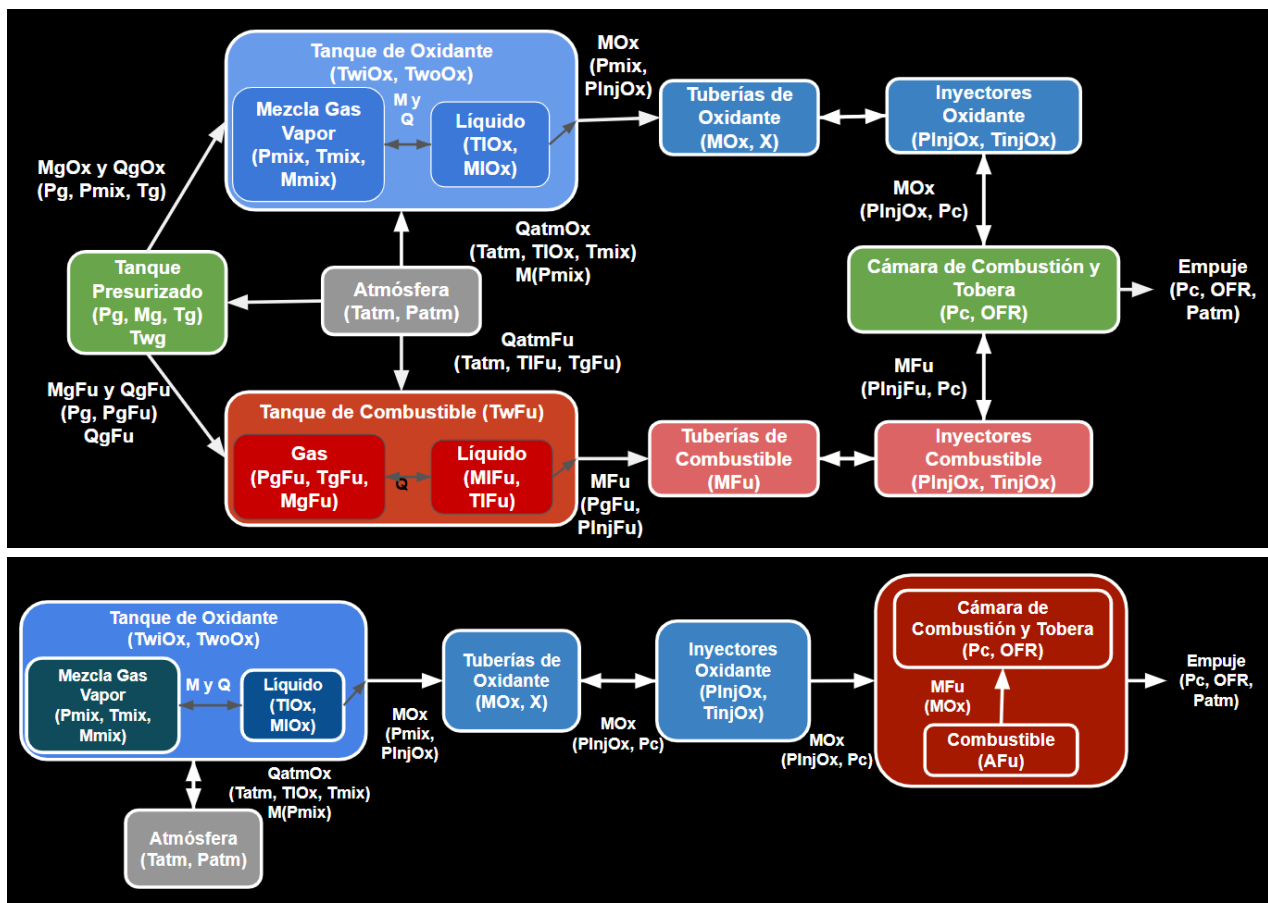 Tanque de Oxidante
(TwiOx, TwoOx)
Mezcla Gas
Vapor
(Pmix, Tmix,
Mmix)
M y
Q
Líquido
(TlOx,
MlOx)
MOx
(Pmix,
PInjOx)
Tuberías de
Oxidante
(MOx, X)
Inyectores
Oxidante
(PInjOx, TinjOx)
MgOx y QgOx
(Pg, Pmix, Tg)
MOx
(PInjOx, Pc)
QatmOx
(Tatm, TlOx, Tmix)
M(Pmix)
Tanque
Presurizado
(Pg, Mg, Tg)
Twg
Atmósfera
(Tatm, Patm)
Cámara de Combustión y
Tobera
(Pc, OFR)
Empuje
(Pc, OFR,
Patm)
QatmFu
(Tatm, TlFu, TgFu)
MgFu y QgFu
(Pg, PgFu)
QgFu
MFu
(PInjFu, Pc)
Tanque de Combustible (TwFu)
Gas
(PgFu, TgFu,
MgFu)
Q
Líquido
(MlFu,
TlFu)
MFu
(PgFu,
PInjFu)
Tuberías de
Combustible
(MFu)
Inyectores
Combustible
(PInjOx, TinjOx)
Tanque de Oxidante
(TwiOx, TwoOx)
Mezcla Gas
Vapor
(Pmix, Tmix,
Mmix)
M y Q
Líquido
(TlOx,
MlOx)
MOx
(Pmix,
PInjOx)
Tuberías de
Oxidante
(MOx, X)
MOx
(PInjOx, Pc)
Inyectores
Oxidante
(PInjOx,
TinjOx)
MOx
(PInjOx, Pc)
Cámara de
Combustión y Tobera
(Pc, OFR)
MFu
(MOx)
Combustible
(AFu)
Empuje
(Pc, OFR,
Patm)
QatmOx
(Tatm, TlOx, Tmix)
M(Pmix)
Atmósfera
(Tatm, Patm)